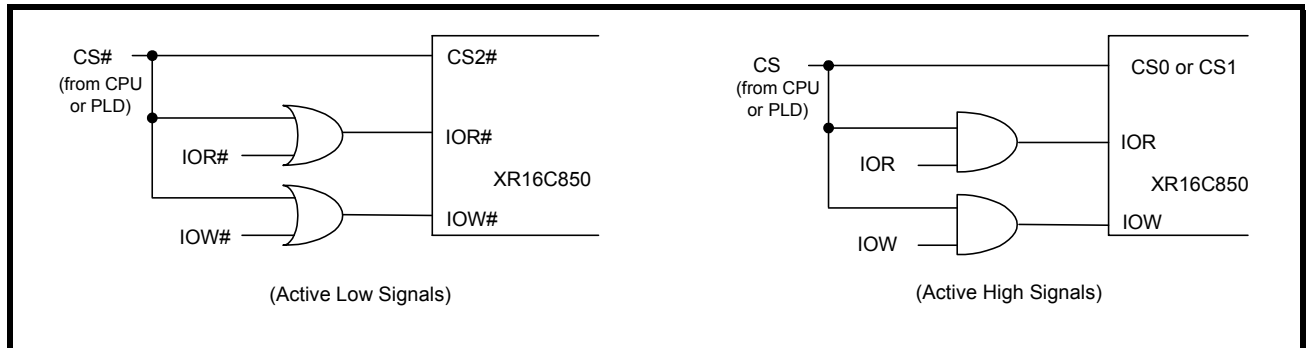 CS#
(from CPU
or PLD)
CS2#
IOR#
IOR#
XR16C850
IOW#
IOW#
(Active Low Signals)
CS
(from CPU
or PLD)
CS0 or CS1
IOR
IOR
XR16C850
IOW
IOW
(Active High Signals)